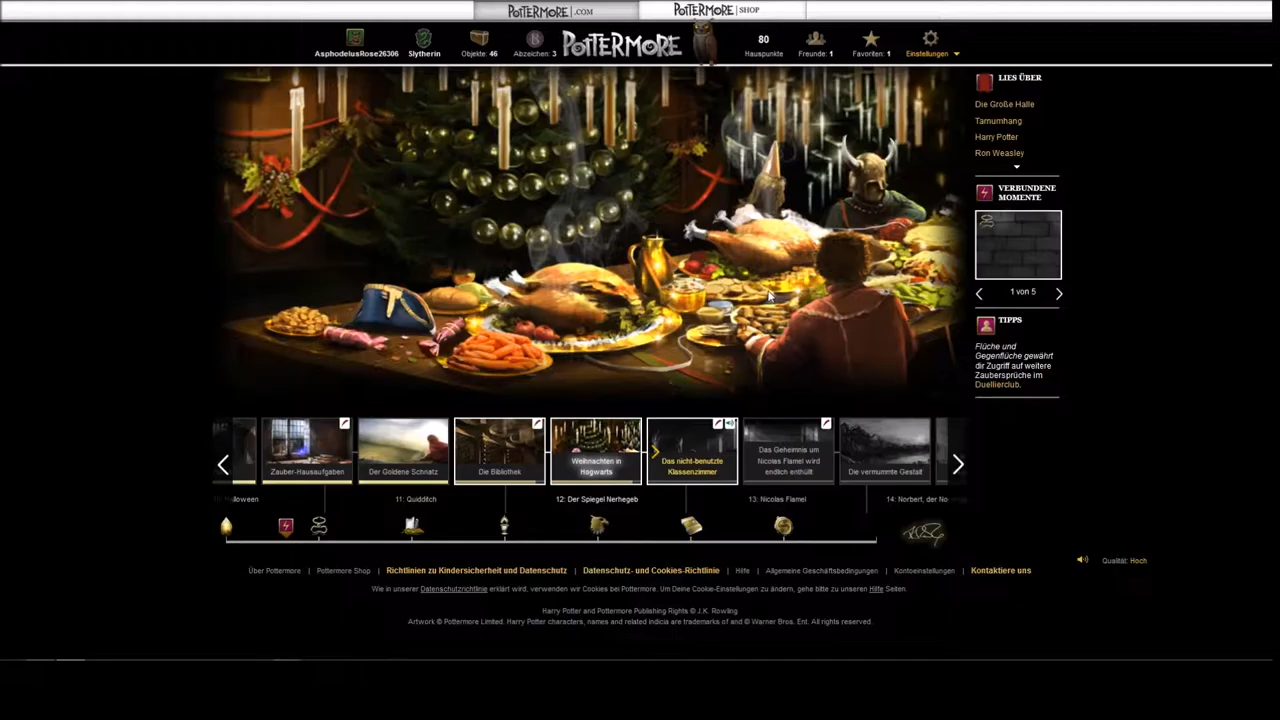 POTTERMORE|.COM
POTTERMORE|SHOP
AsphodelusRose26306
Slytherin
Objekte: 46
Abzeichen: 3
POTTERMORE
80
Hauspunkte
Freunde: 1
Favoriten: 1
Einstellungen
LIES ÜBER
Die Große Halle
Tarnumhang
Harry Potter
Ron Weasley
VERBUNDENE
MOMENTE
1 von 5
TIPPS
Flüche und
Gegenflüche gewährt
dir Zugriff auf weitere
Zaubersprüche im
Duellierclub.
Zauber-Hausaufgaben
Der Goldene Schnatz
Die Bibliothek
Weihnachten in
Hogwarts
Das nicht-benutzte
Klassenzimmer
Das Geheimnis um
Nicolas Flamel wird
endlich enthüllt
Die vermummte Gestalt
10: Halloween
11: Quidditch
12: Der Spiegel Nerhegeb
13: Nicolas Flamel
14: Norbert, der No
Qualität: Hoch
Über Pottermore | Pottermore Shop | Richtlinien zu Kindersicherheit und Datenschutz | Datenschutz- und Cookies-Richtlinie | Hilfe | Allgemeine Geschäftsbedingungen | Kontoeinstellungen | Kontaktiere uns
Wie in unserer Datenschutzrichtlinie erklärt wird, verwenden wir Cookies bei Pottermore. Um Deine Cookie-Einstellungen zu ändern, gehe bitte zu unseren Hilfe Seiten.
Harry Potter and Pottermore Publishing Rights © J.K. Rowling
Artwork © Pottermore Limited. Harry Potter characters, names and related indicia are trademarks of and © Warner Bros. Ent. All rights reserved.